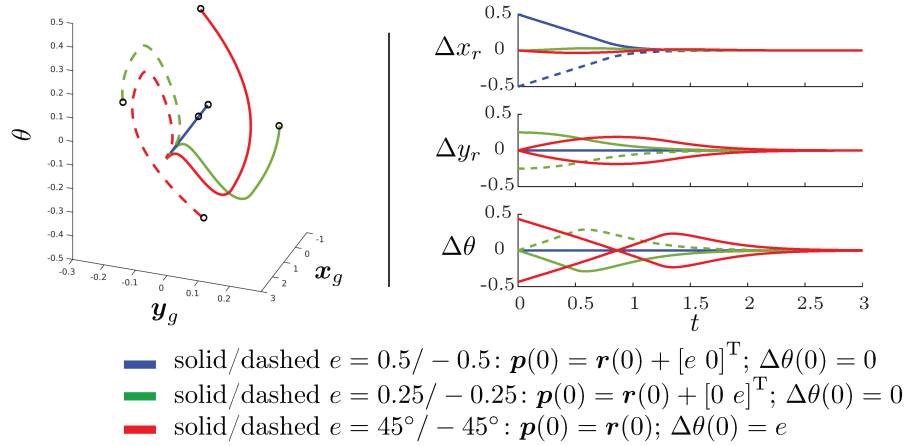 0.5
0.4
0.3
0.2
0.1
0
-0.1
-0.2
-0.3
-0.4
-0.5
θ
-0.3
-0.2
-0.1
0
0.1
0.2
y_g
3
2
1
0
-1
x_g
Δx_r
0.5
0
-0.5
Δy_r
0.5
0
-0.5
Δθ
0.5
0
-0.5
0 0.5 1 1.5 2 2.5 3
t
solid/dashed e = 0.5/ − 0.5: p(0) = r(0) + [e 0]^T; Δθ(0) = 0
solid/dashed e = 0.25/ − 0.25: p(0) = r(0) + [0 e]^T; Δθ(0) = 0
solid/dashed e = 45°/ − 45°: p(0) = r(0); Δθ(0) = e